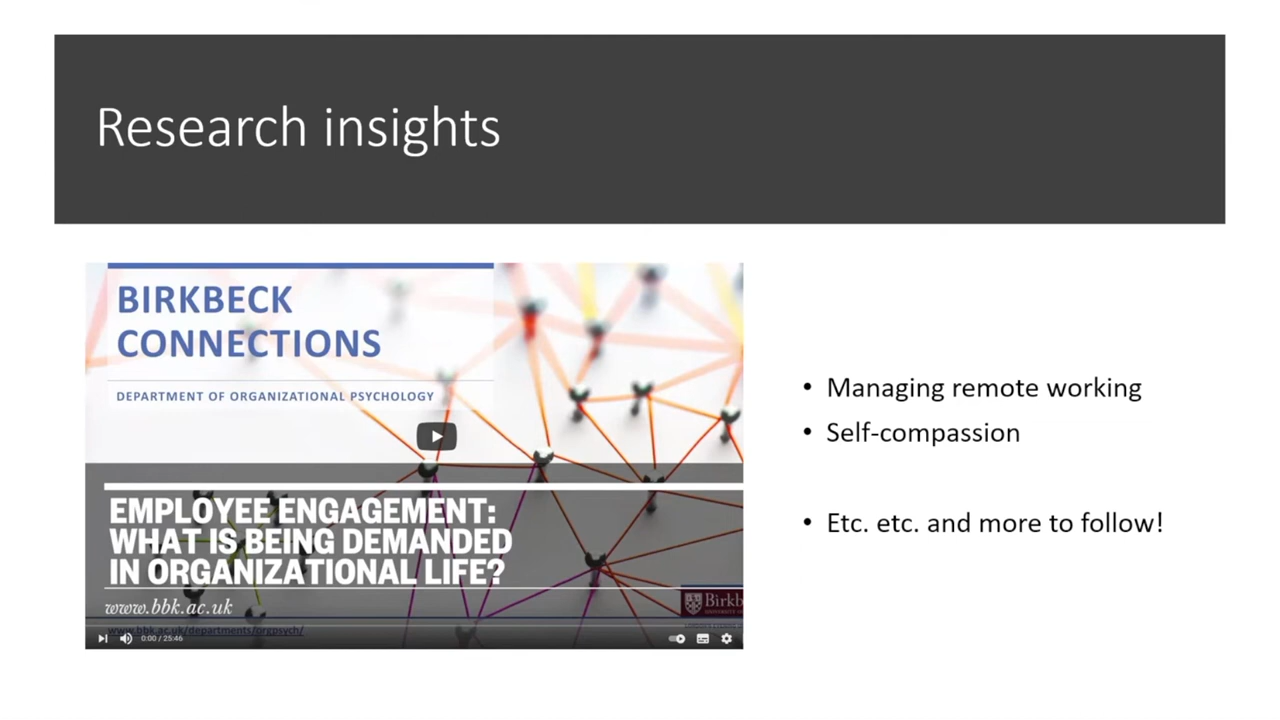 Research insights
BIRKBECK
CONNECTIONS
DEPARTMENT OF ORGANIZATIONAL PSYCHOLOGY
EMPLOYEE ENGAGEMENT:
WHAT IS BEING DEMANDED
IN ORGANIZATIONAL LIFE?
www.bbk.ac.uk
www.bbk.ac.uk/departments/orgpsych/
0:00 / 25:46
• Managing remote working
• Self-compassion
• Etc. etc. and more to follow!